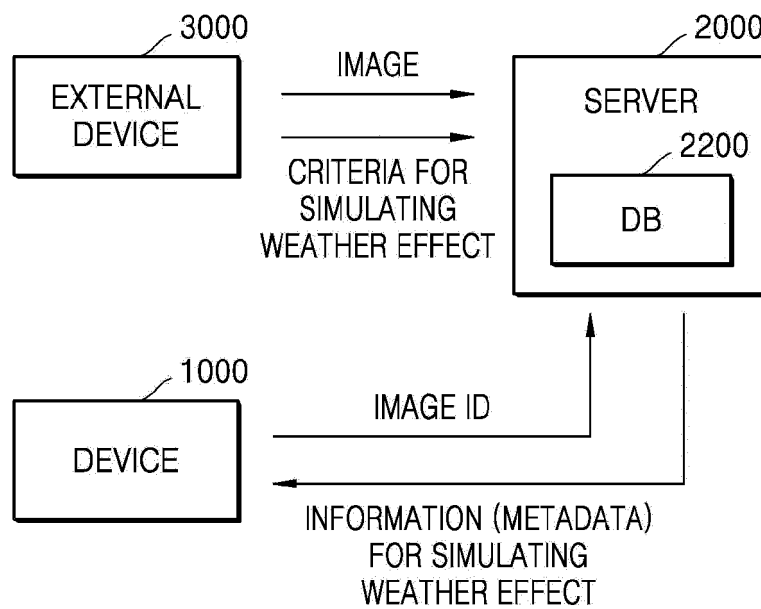 3000
EXTERNAL
DEVICE
IMAGE
CRITERIA FOR
SIMULATING
WEATHER EFFECT
2000
SERVER
2200
DB
1000
DEVICE
IMAGE ID
INFORMATION (METADATA)
FOR SIMULATING
WEATHER EFFECT